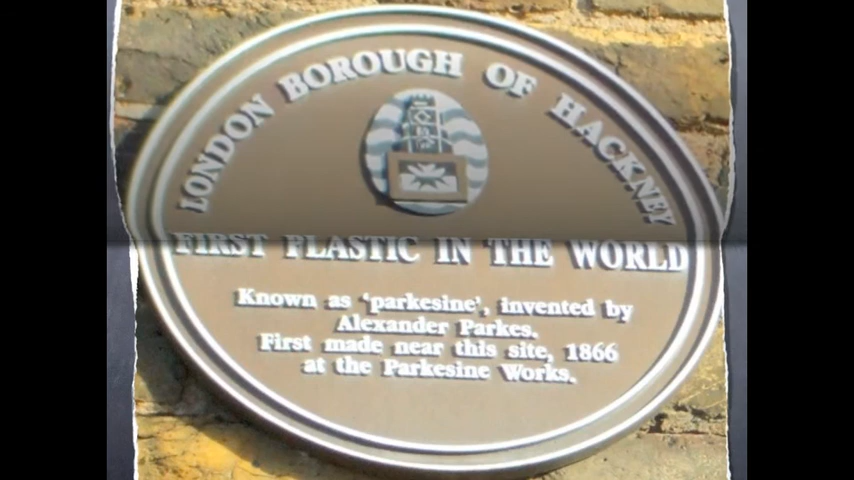 LONDON BOROUGH OF HACKNEY
FIRST PLASTIC IN THE WORLD
Known as 'parkesine', invented by
Alexander Parkes.
First made near this site, 1866
at the Parkesine Works.